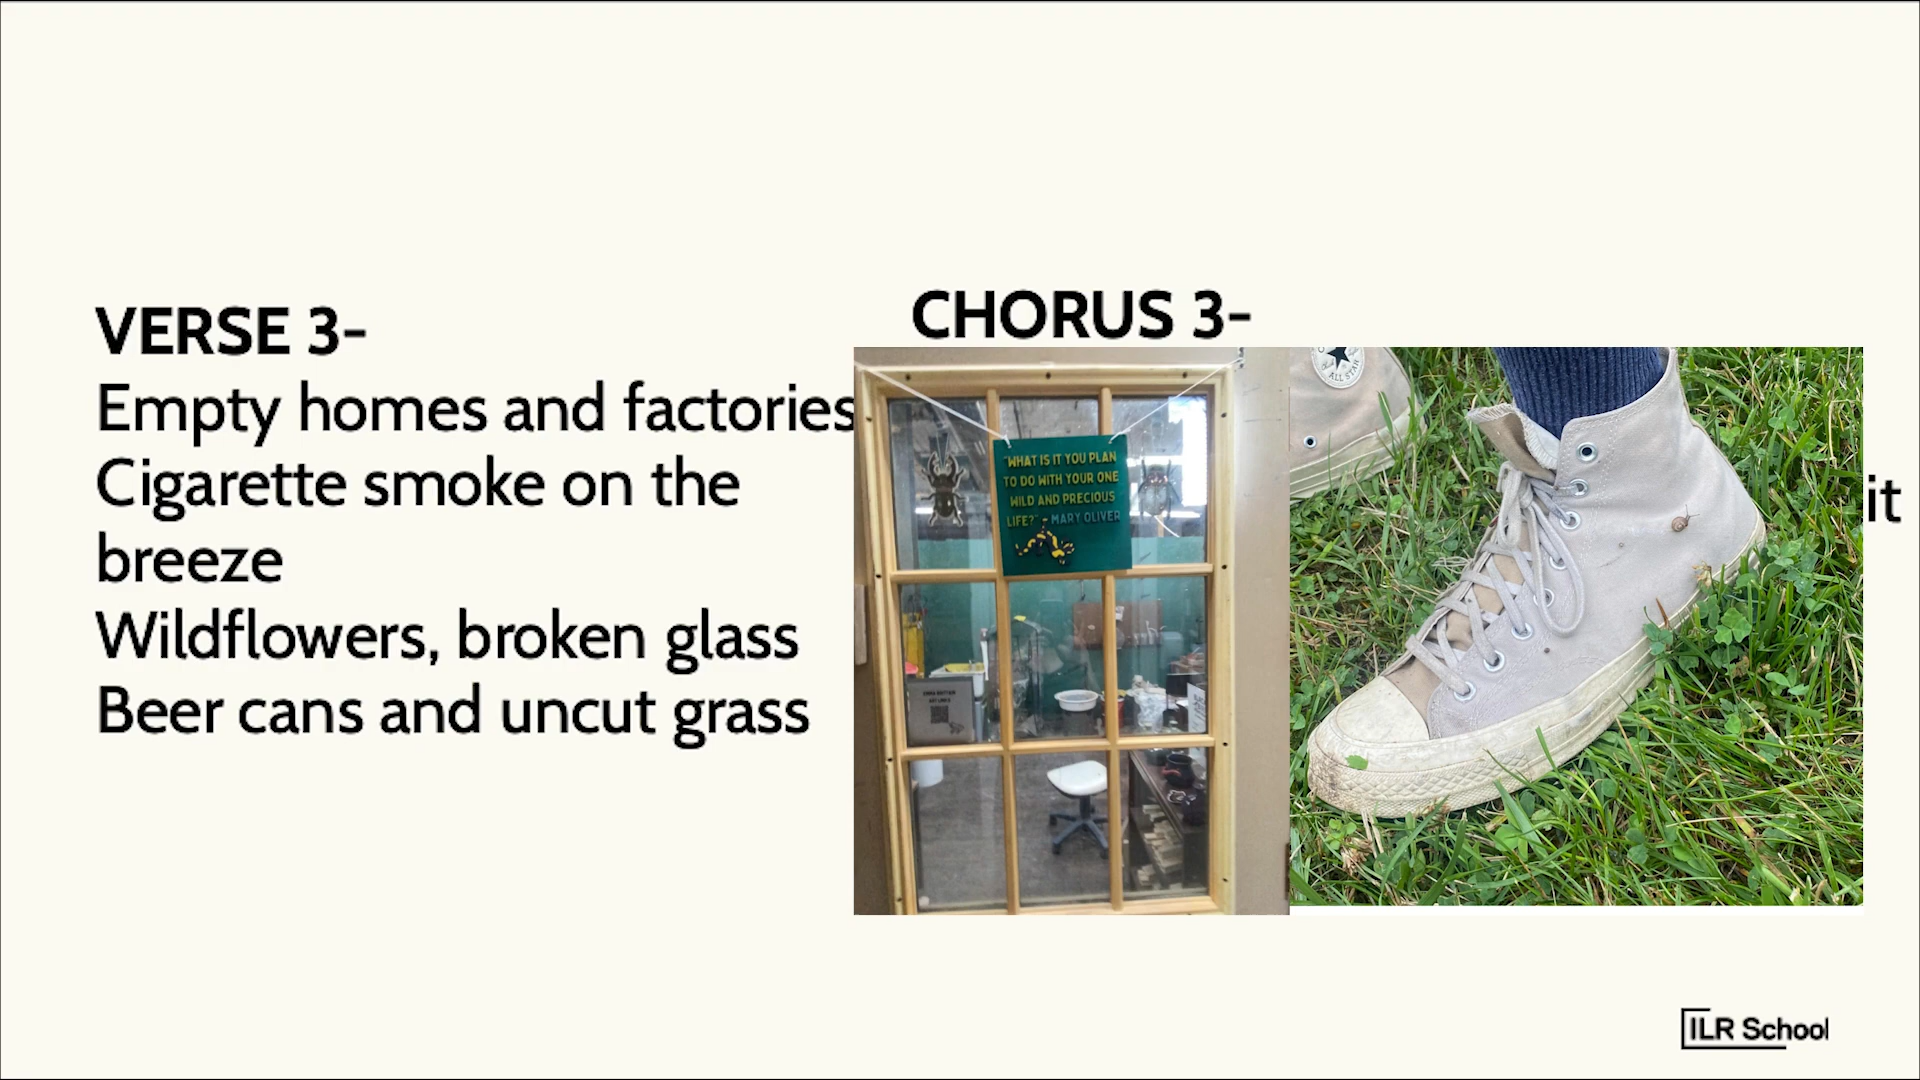 VERSE 3-
Empty homes and factories
Cigarette smoke on the
breeze
Wildflowers, broken glass
Beer cans and uncut grass
CHORUS 3-
it
"WHAT IS IT YOU PLAN
TO DO WITH YOUR ONE
WILD AND PRECIOUS
LIFE?" - MARY OLIVER
ALL STAR
ILR School